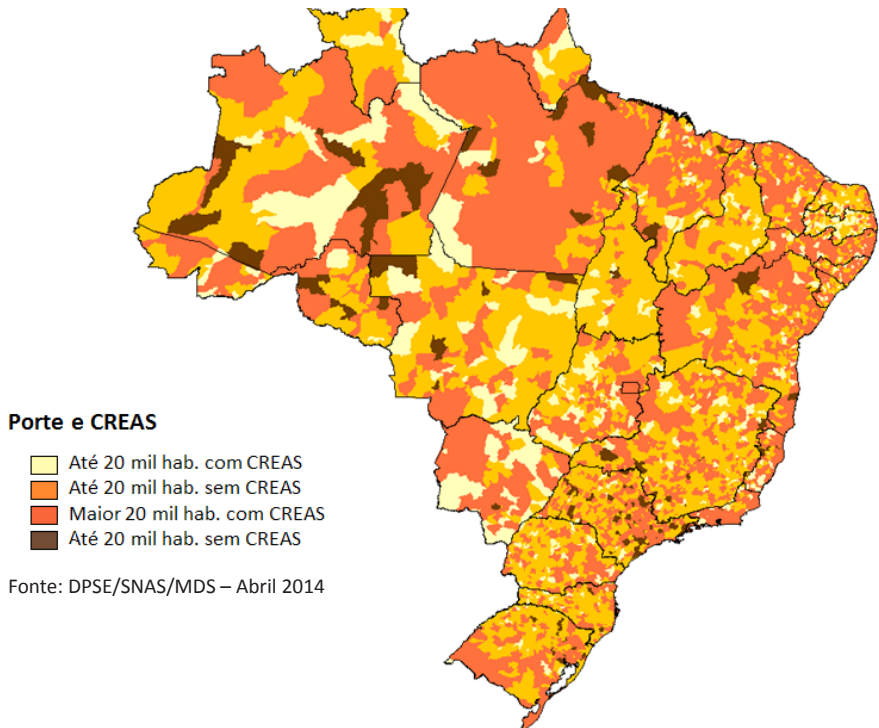 Porte e CREAS
Até 20 mil hab. com CREAS
Até 20 mil hab. sem CREAS
Maior 20 mil hab. com CREAS
Até 20 mil hab. sem CREAS
Fonte: DPSE/SNAS/MDS – Abril 2014